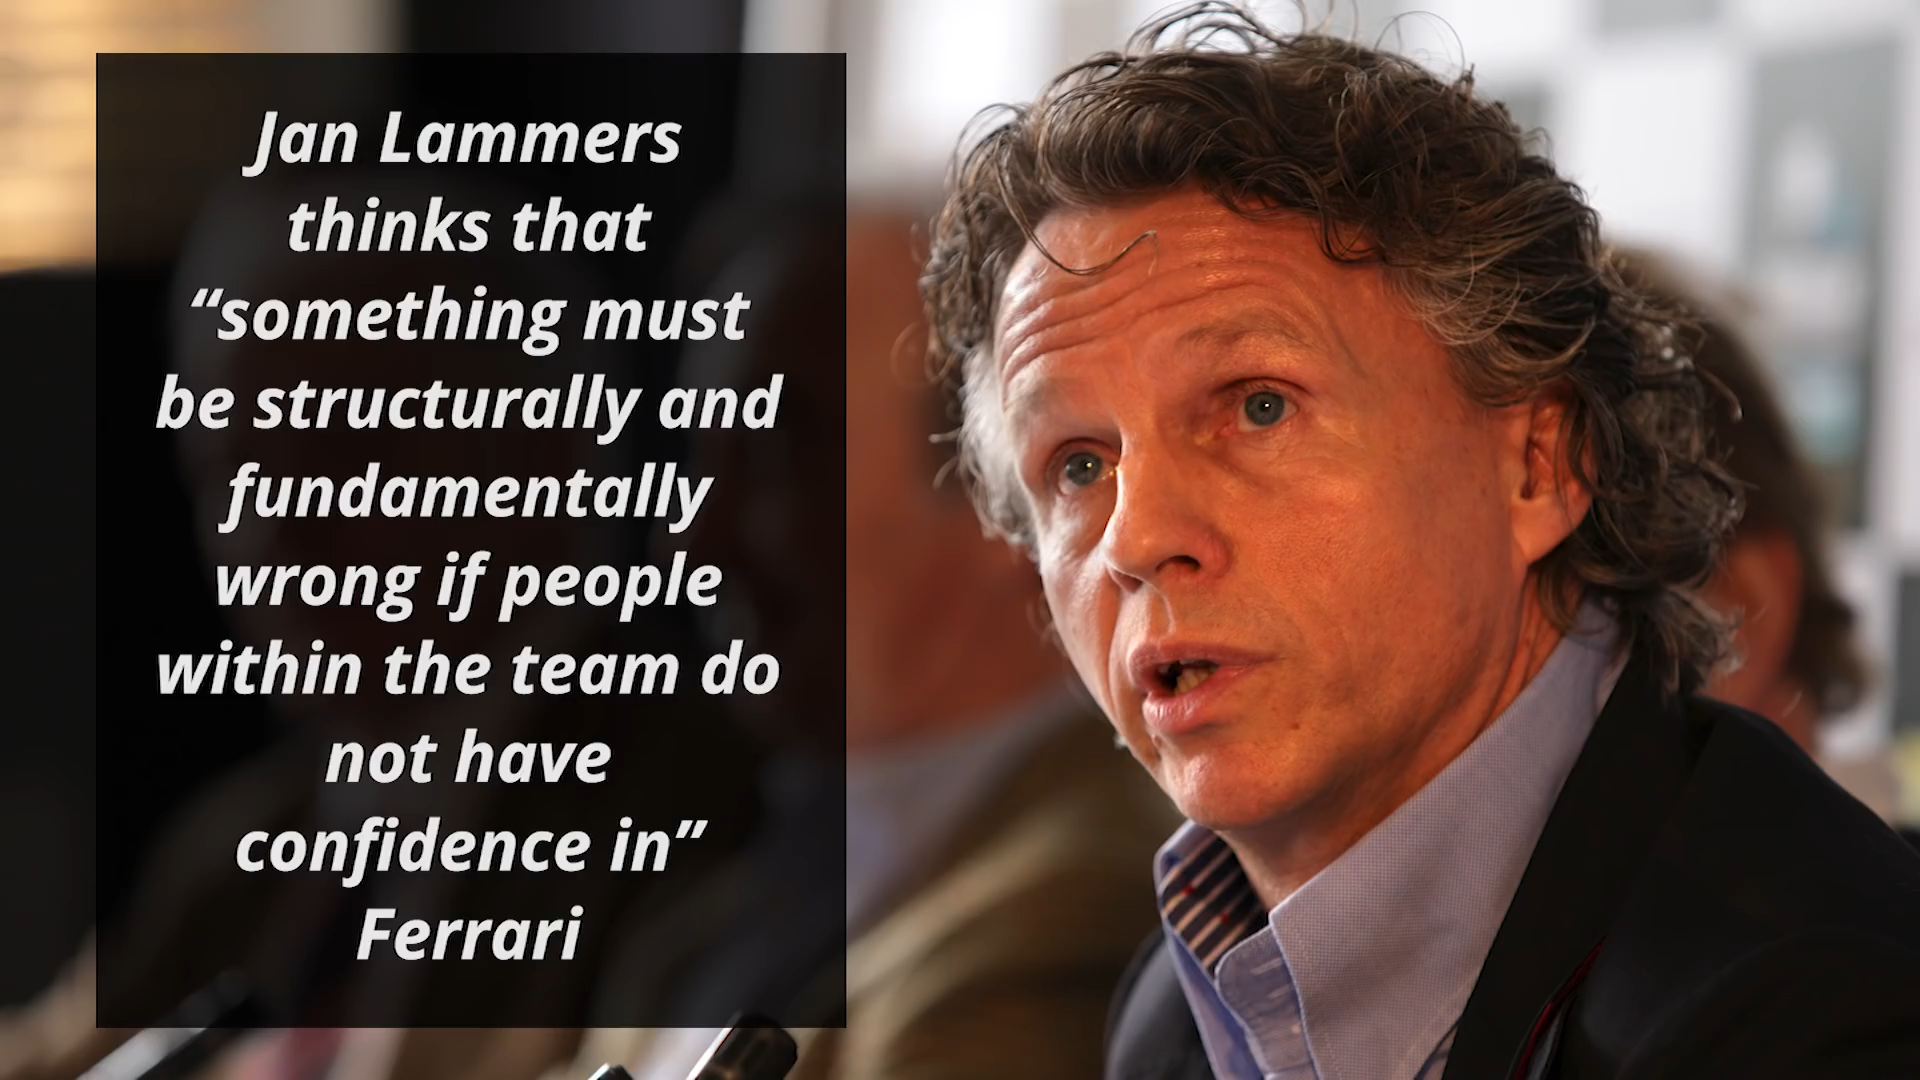 Jan Lammers
thinks that
“something must
be structurally and
fundamentally
wrong if people
within the team do
not have
confidence in”
Ferrari